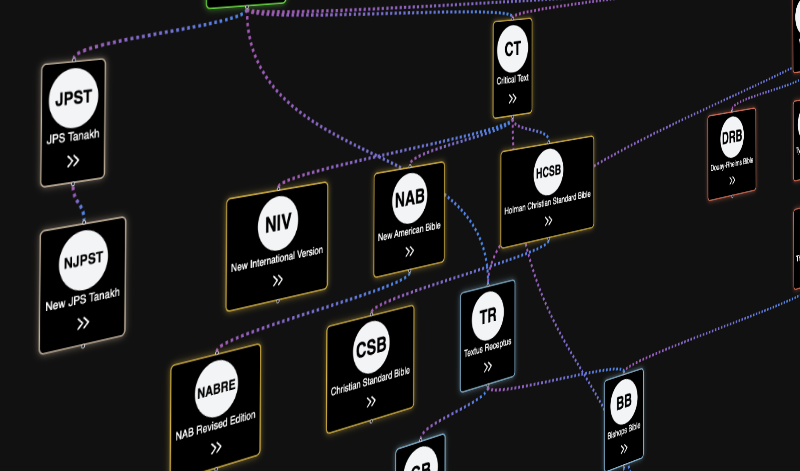 CT
Critical Text
JPST
JPS Tanakh
DRB
Douay-Rheims Bible
HCSB
Holman Christian Standard Bible
NAB
New American Bible
NIV
New International Version
NJPST
New JPS Tanakh
TR
Textus Receptus
CSB
Christian Standard Bible
NABRE
NAB Revised Edition
BB
Bishops Bible